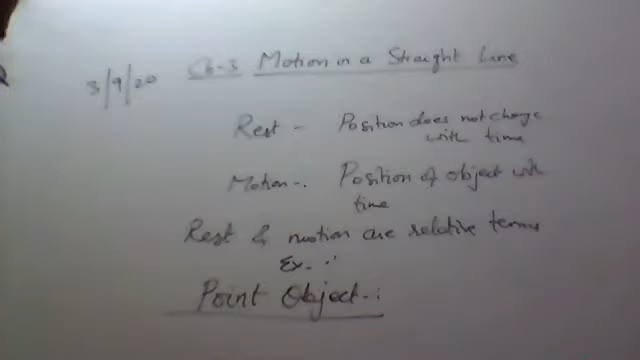 3/9/20 Ch-3 Motion in a Straight Line
Rest - Position does not change
with time
Motion-. Position of object with
time
Rest & motion are relative terms
Ex. :
Point Object-: